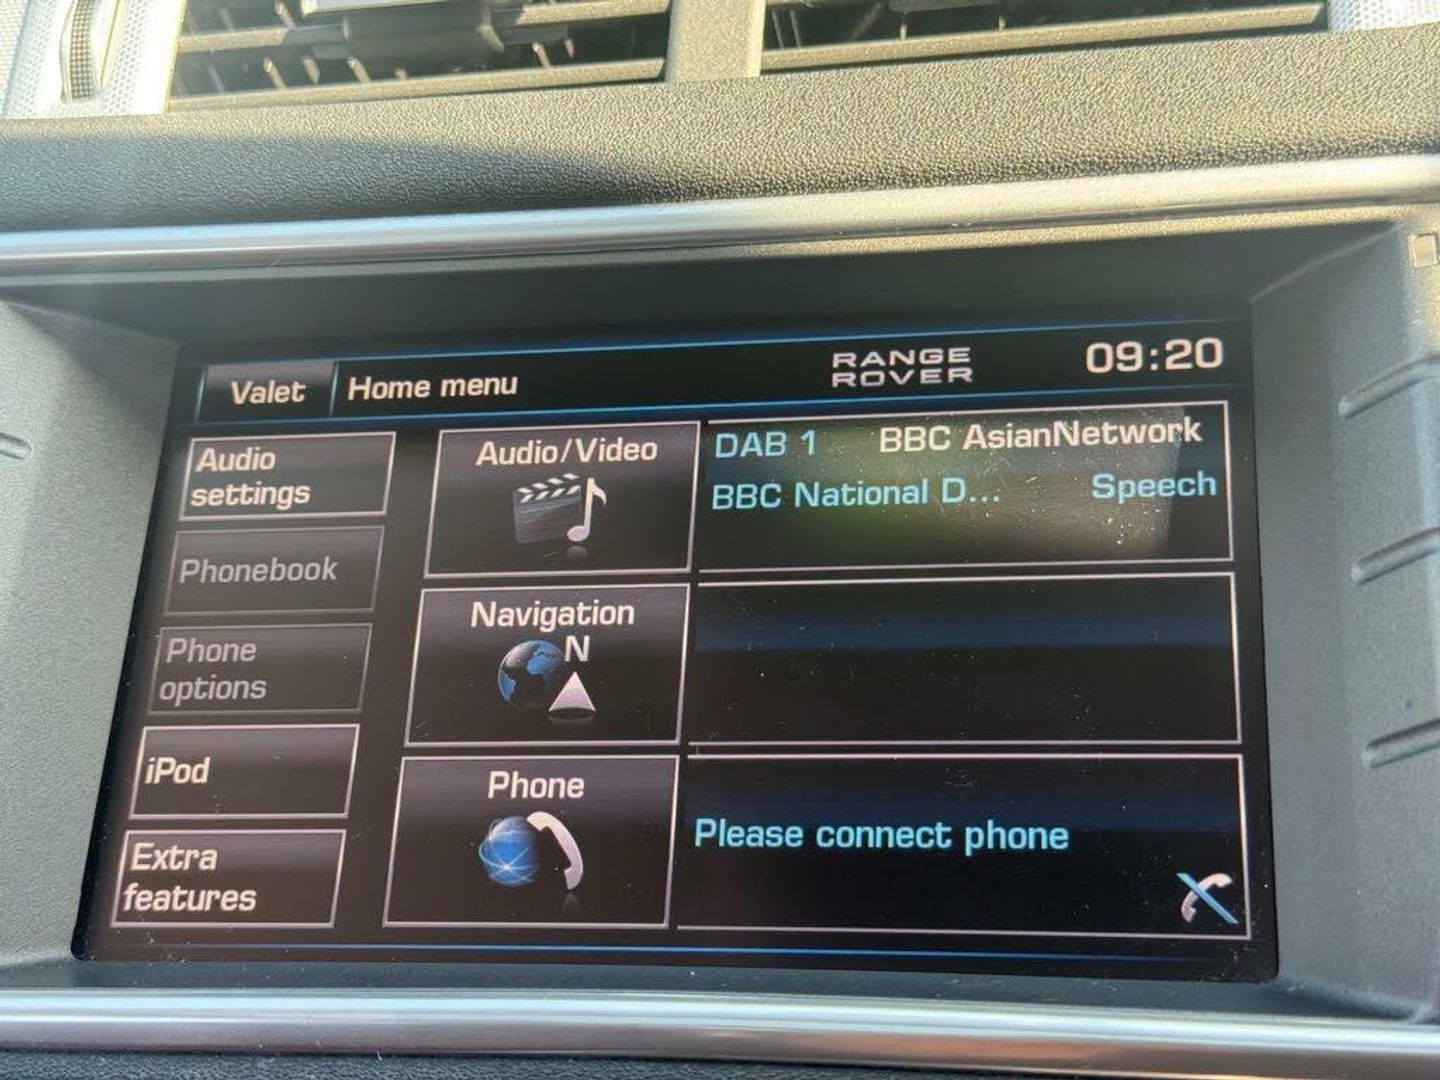 Valet
Home menu
RANGE
ROVER
09:20
Audio
settings
Phonebook
Phone
options
iPod
Extra
features
Audio/Video
DAB 1
BBC AsianNetwork
BBC National D...
Speech
Navigation
N
Phone
Please connect phone